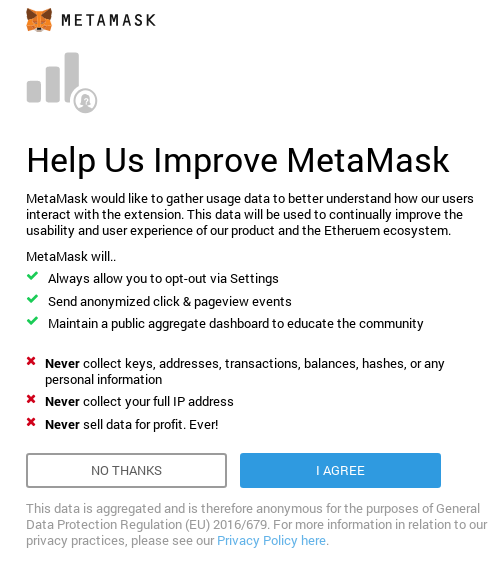 METAMASK
Help Us Improve MetaMask
MetaMask would like to gather usage data to better understand how our users
interact with the extension. This data will be used to continually improve the
usability and user experience of our product and the Etheruem ecosystem.
MetaMask will..
Always allow you to opt-out via Settings
Send anonymized click & pageview events
Maintain a public aggregate dashboard to educate the community
Never collect keys, addresses, transactions, balances, hashes, or any
personal information
Never collect your full IP address
Never sell data for profit. Ever!
NO THANKS
I AGREE
This data is aggregated and is therefore anonymous for the purposes of General
Data Protection Regulation (EU) 2016/679. For more information in relation to our
privacy practices, please see our Privacy Policy here.